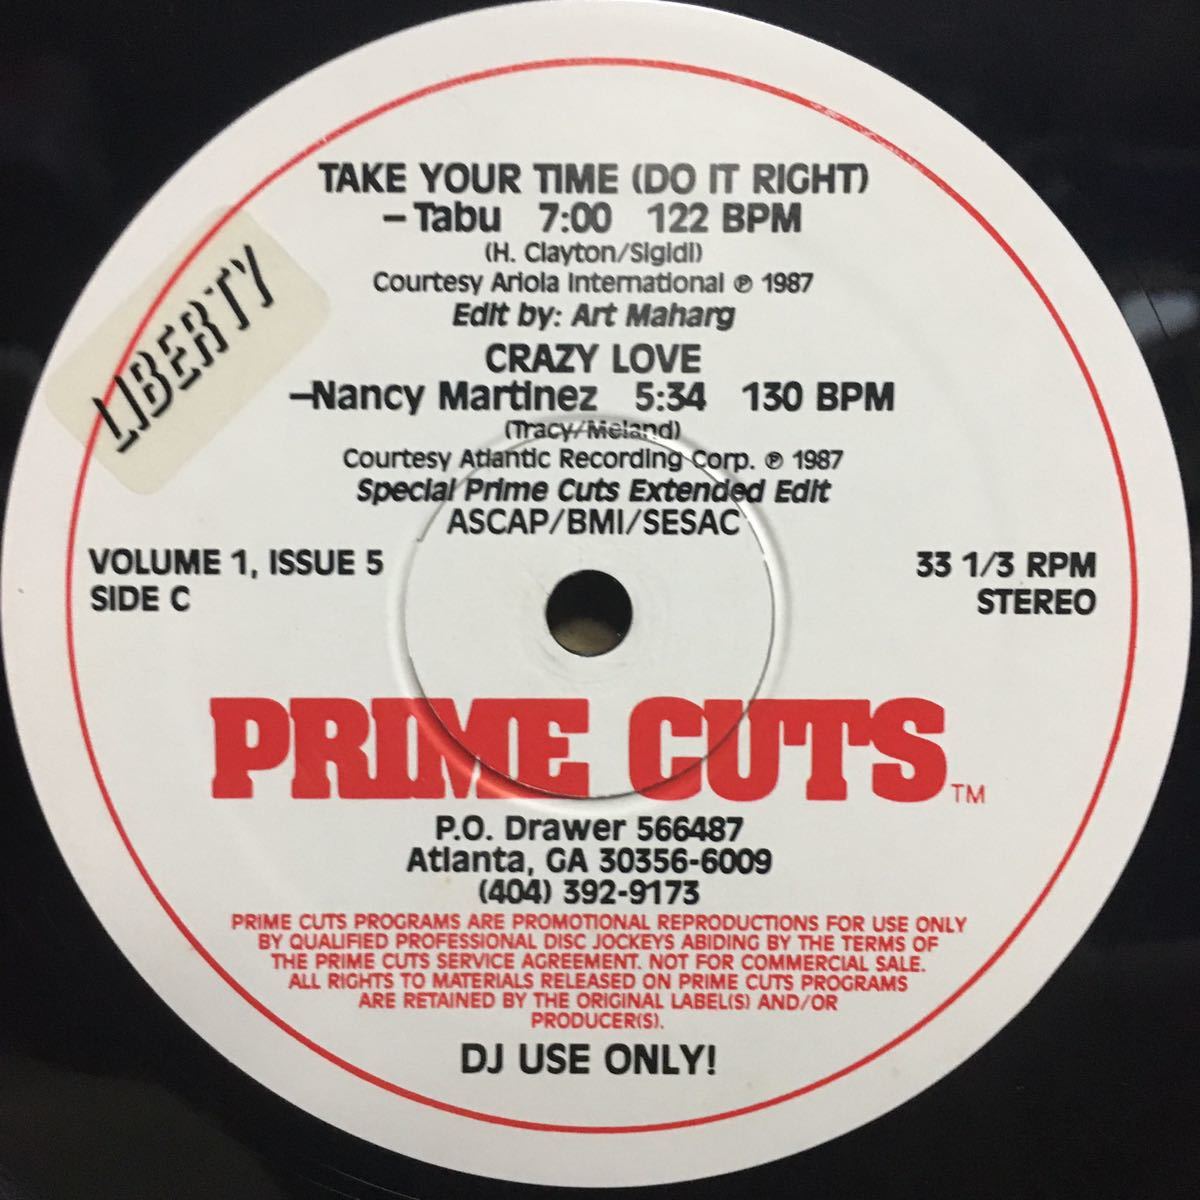 TAKE YOUR TIME (DO IT RIGHT)
–Tabu 7:00 122 BPM
(H. Clayton/Sigidi)
Courtesy Ariola International ℗ 1987
Edit by: Art Maharg
LIBERTY
CRAZY LOVE
–Nancy Martinez 5:34 130 BPM
(Tracy/Meland)
Courtesy Atlantic Recording Corp. ℗ 1987
Special Prime Cuts Extended Edit
ASCAP/BMI/SESAC
VOLUME 1, ISSUE 5 33 1/3 RPM
SIDE C STEREO
PRIME CUTS TM
P.O. Drawer 566487
Atlanta, GA 30356-6009
(404) 392-9173
PRIME CUTS PROGRAMS ARE PROMOTIONAL REPRODUCTIONS FOR USE ONLY
BY QUALIFIED PROFESSIONAL DISC JOCKEYS ABIDING BY THE TERMS OF
THE PRIME CUTS SERVICE AGREEMENT. NOT FOR COMMERCIAL SALE.
ALL RIGHTS TO MATERIALS RELEASED ON PRIME CUTS PROGRAMS
ARE RETAINED BY THE ORIGINAL LABEL(S) AND/OR
PRODUCER(S).
DJ USE ONLY!